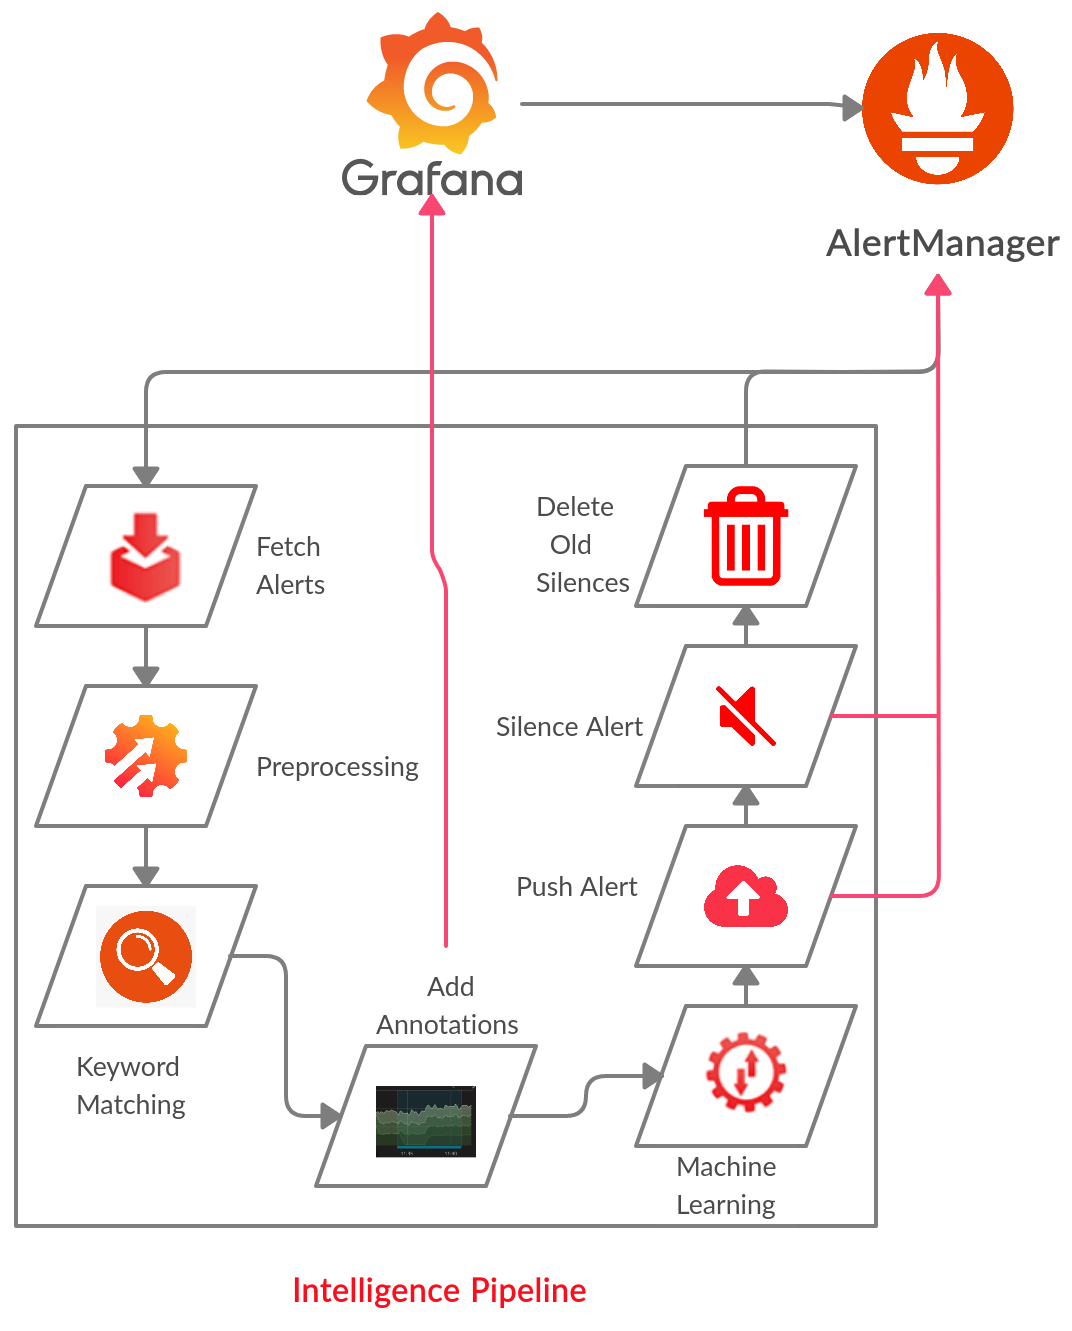 Grafana
AlertManager
Fetch
Alerts
Preprocessing
Keyword
Matching
Add
Annotations
Machine
Learning
Push Alert
Silence Alert
Delete
Old
Silences
Intelligence Pipeline